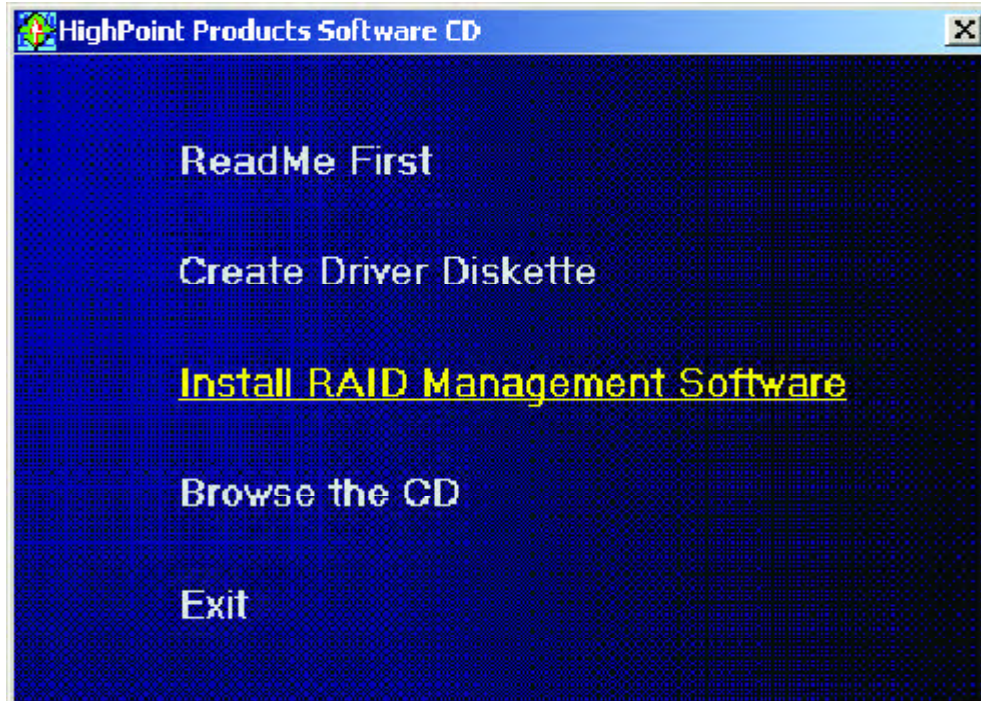 HighPoint Products Software CD
ReadMe First
Create Driver Diskette
Install RAID Management Software
Browse the CD
Exit